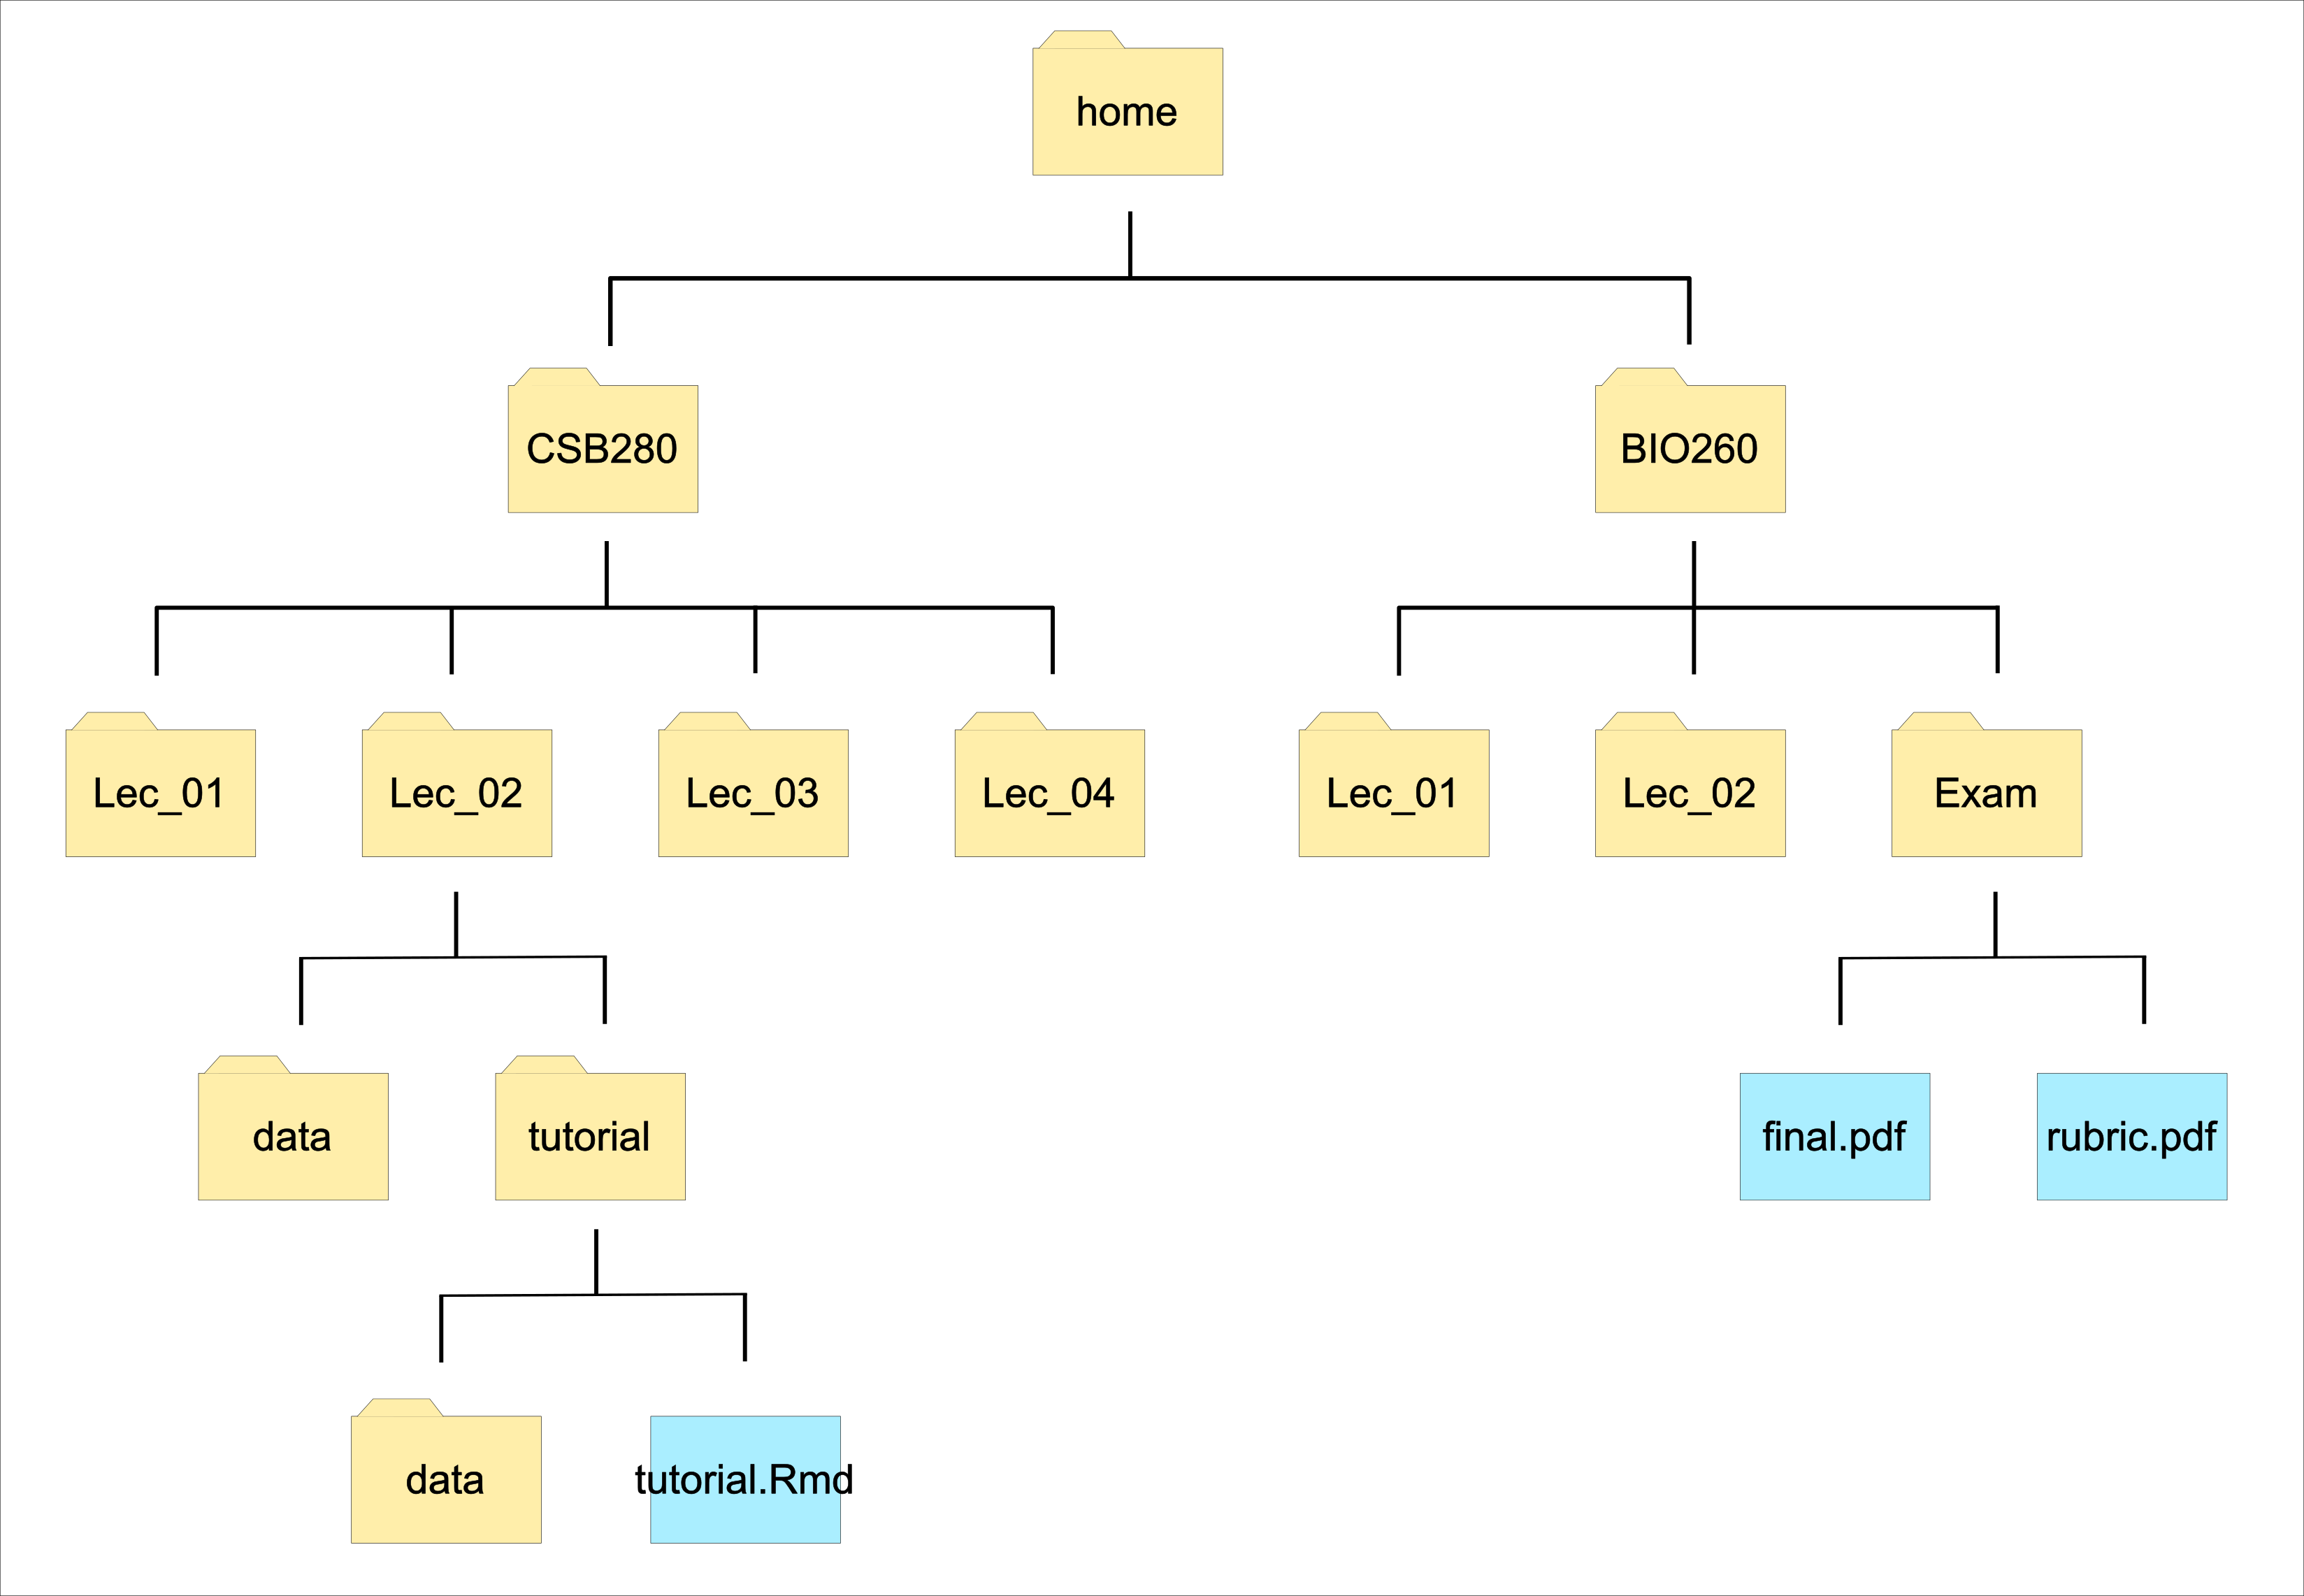 home
CSB280
BIO260
Lec_01
Lec_02
Lec_03
Lec_04
Lec_01
Lec_02
Exam
data
tutorial
final.pdf
rubric.pdf
data
tutorial.Rmd